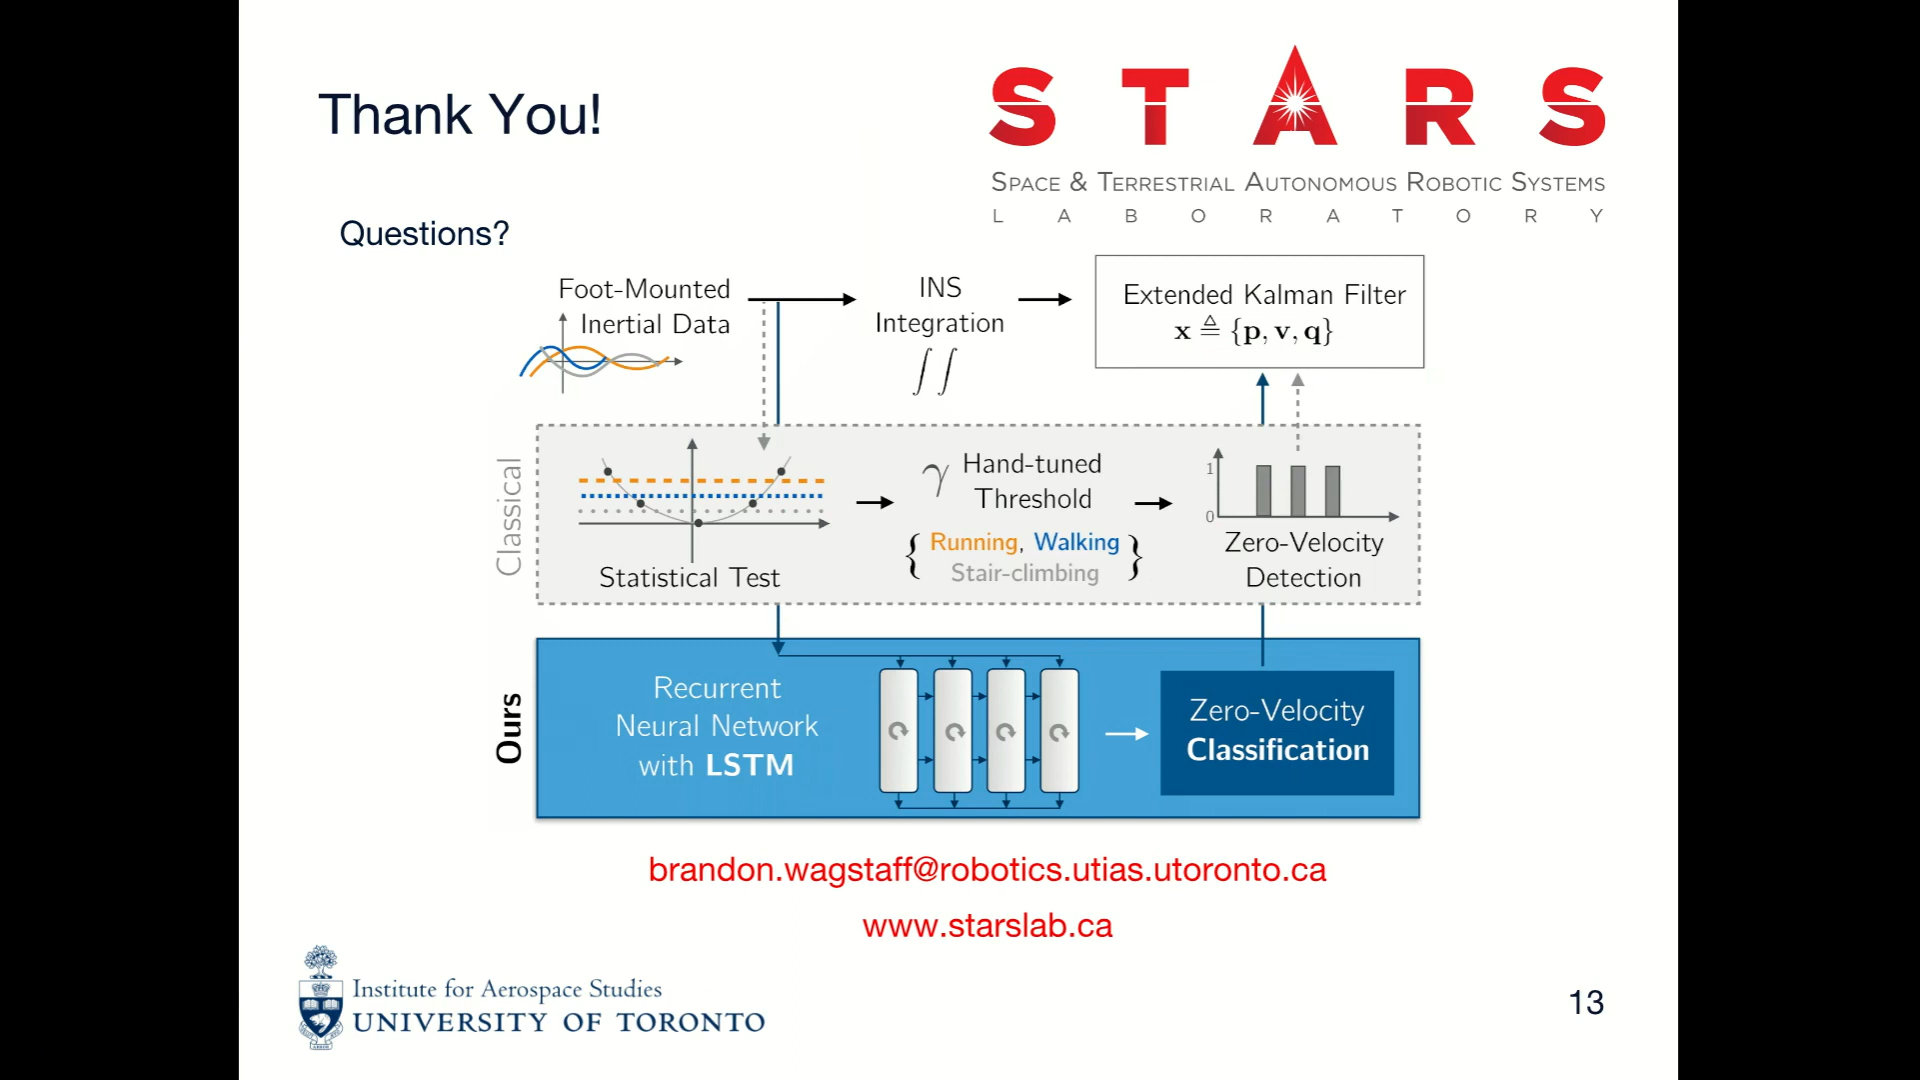 Thank You!
STARS
SPACE & TERRESTRIAL AUTONOMOUS ROBOTIC SYSTEMS
LABORATORY
Questions?
Foot-Mounted
Inertial Data
INS
Integration
∫∫
Extended Kalman Filter
x ≜ {p, v, q}
Classical
Statistical Test
γ Hand-tuned
Threshold
{ Running, Walking
Stair-climbing }
1
0
Zero-Velocity
Detection
Ours
Recurrent
Neural Network
with LSTM
Zero-Velocity
Classification
brandon.wagstaff@robotics.utias.utoronto.ca
www.starslab.ca
Institute for Aerospace Studies
UNIVERSITY OF TORONTO
13